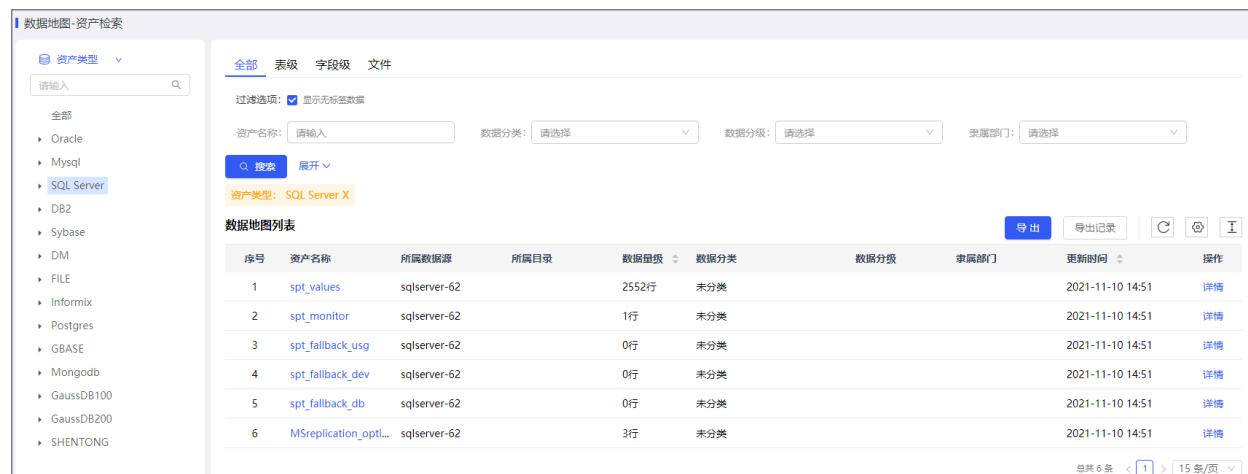 数据地图-资产检索
资产类型
请输入
全部
Oracle
Mysql
SQL Server
DB2
Sybase
DM
FILE
Informix
Postgres
GBASE
Mongodb
GaussDB100
GaussDB200
SHENTONG
全部 表级 字段级 文件
过滤选项: 显示无标签数据
资产名称: 请输入 数据分类: 请选择 数据分级: 请选择 隶属部门: 请选择
搜索 展开
资产类型: SQL Server X
数据地图列表 导出 导出记录
序号 资产名称 所属数据源 所属目录 数据量级 数据分类 数据分级 隶属部门 更新时间 操作
1 spt_values sqlserver-62 2552行 未分类 2021-11-10 14:51 详情
2 spt_monitor sqlserver-62 1行 未分类 2021-11-10 14:51 详情
3 spt_fallback_usg sqlserver-62 0行 未分类 2021-11-10 14:51 详情
4 spt_fallback_dev sqlserver-62 0行 未分类 2021-11-10 14:51 详情
5 spt_fallback_db sqlserver-62 0行 未分类 2021-11-10 14:51 详情
6 MSreplication_opti... sqlserver-62 3行 未分类 2021-11-10 14:51 详情
总共 6 条 < 1 > 15 条/页